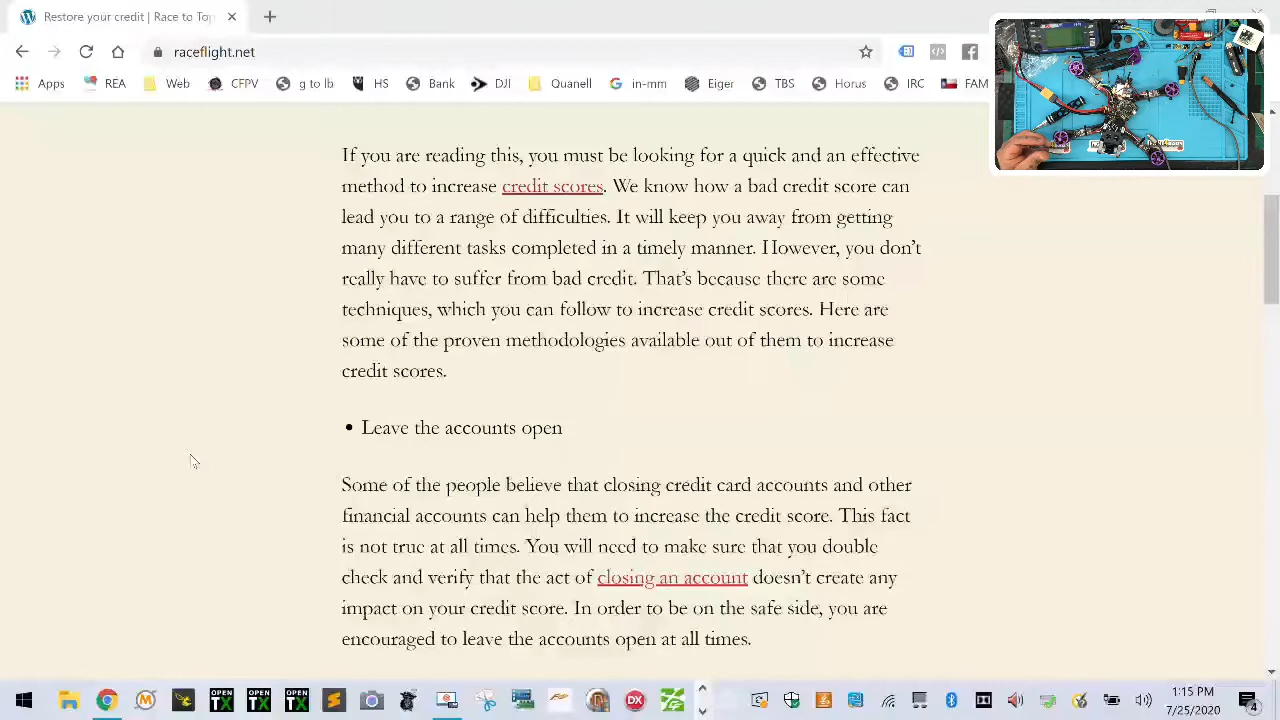 Restore your credit | Race to Top
raceflight.net
Apps
REA
Web
CFPV
g to lb
HS
Bank
Digi
Quanell
in-mm
Eiger
TBS
Horus
IRC
FAM
If you are reading this, you must be looking for a quick and an effective
method to increase credit scores. We know how a bad credit score can
lead you to a range of difficulties. It will keep you away from getting
many different tasks completed in a timely manner. However, you don’t
really have to suffer from bad credit. That’s because there are some
techniques, which you can follow to increase credit scores. Here are
some of the proven methodologies available out of them to increase
credit scores.
• Leave the accounts open
Some of the people believe that closing credit card accounts and other
financial accounts can help them to increase the credit score. This fact
is not true at all times. You will need to make sure that you double
check and verify that the act of closing an account doesn’t create any
impact on your credit score. In order to be on the safe side, you are
encouraged to leave the accounts open at all times.
OPEN TX
OPEN TX
OPEN TX
DX
1:15 PM
7/25/2020
4